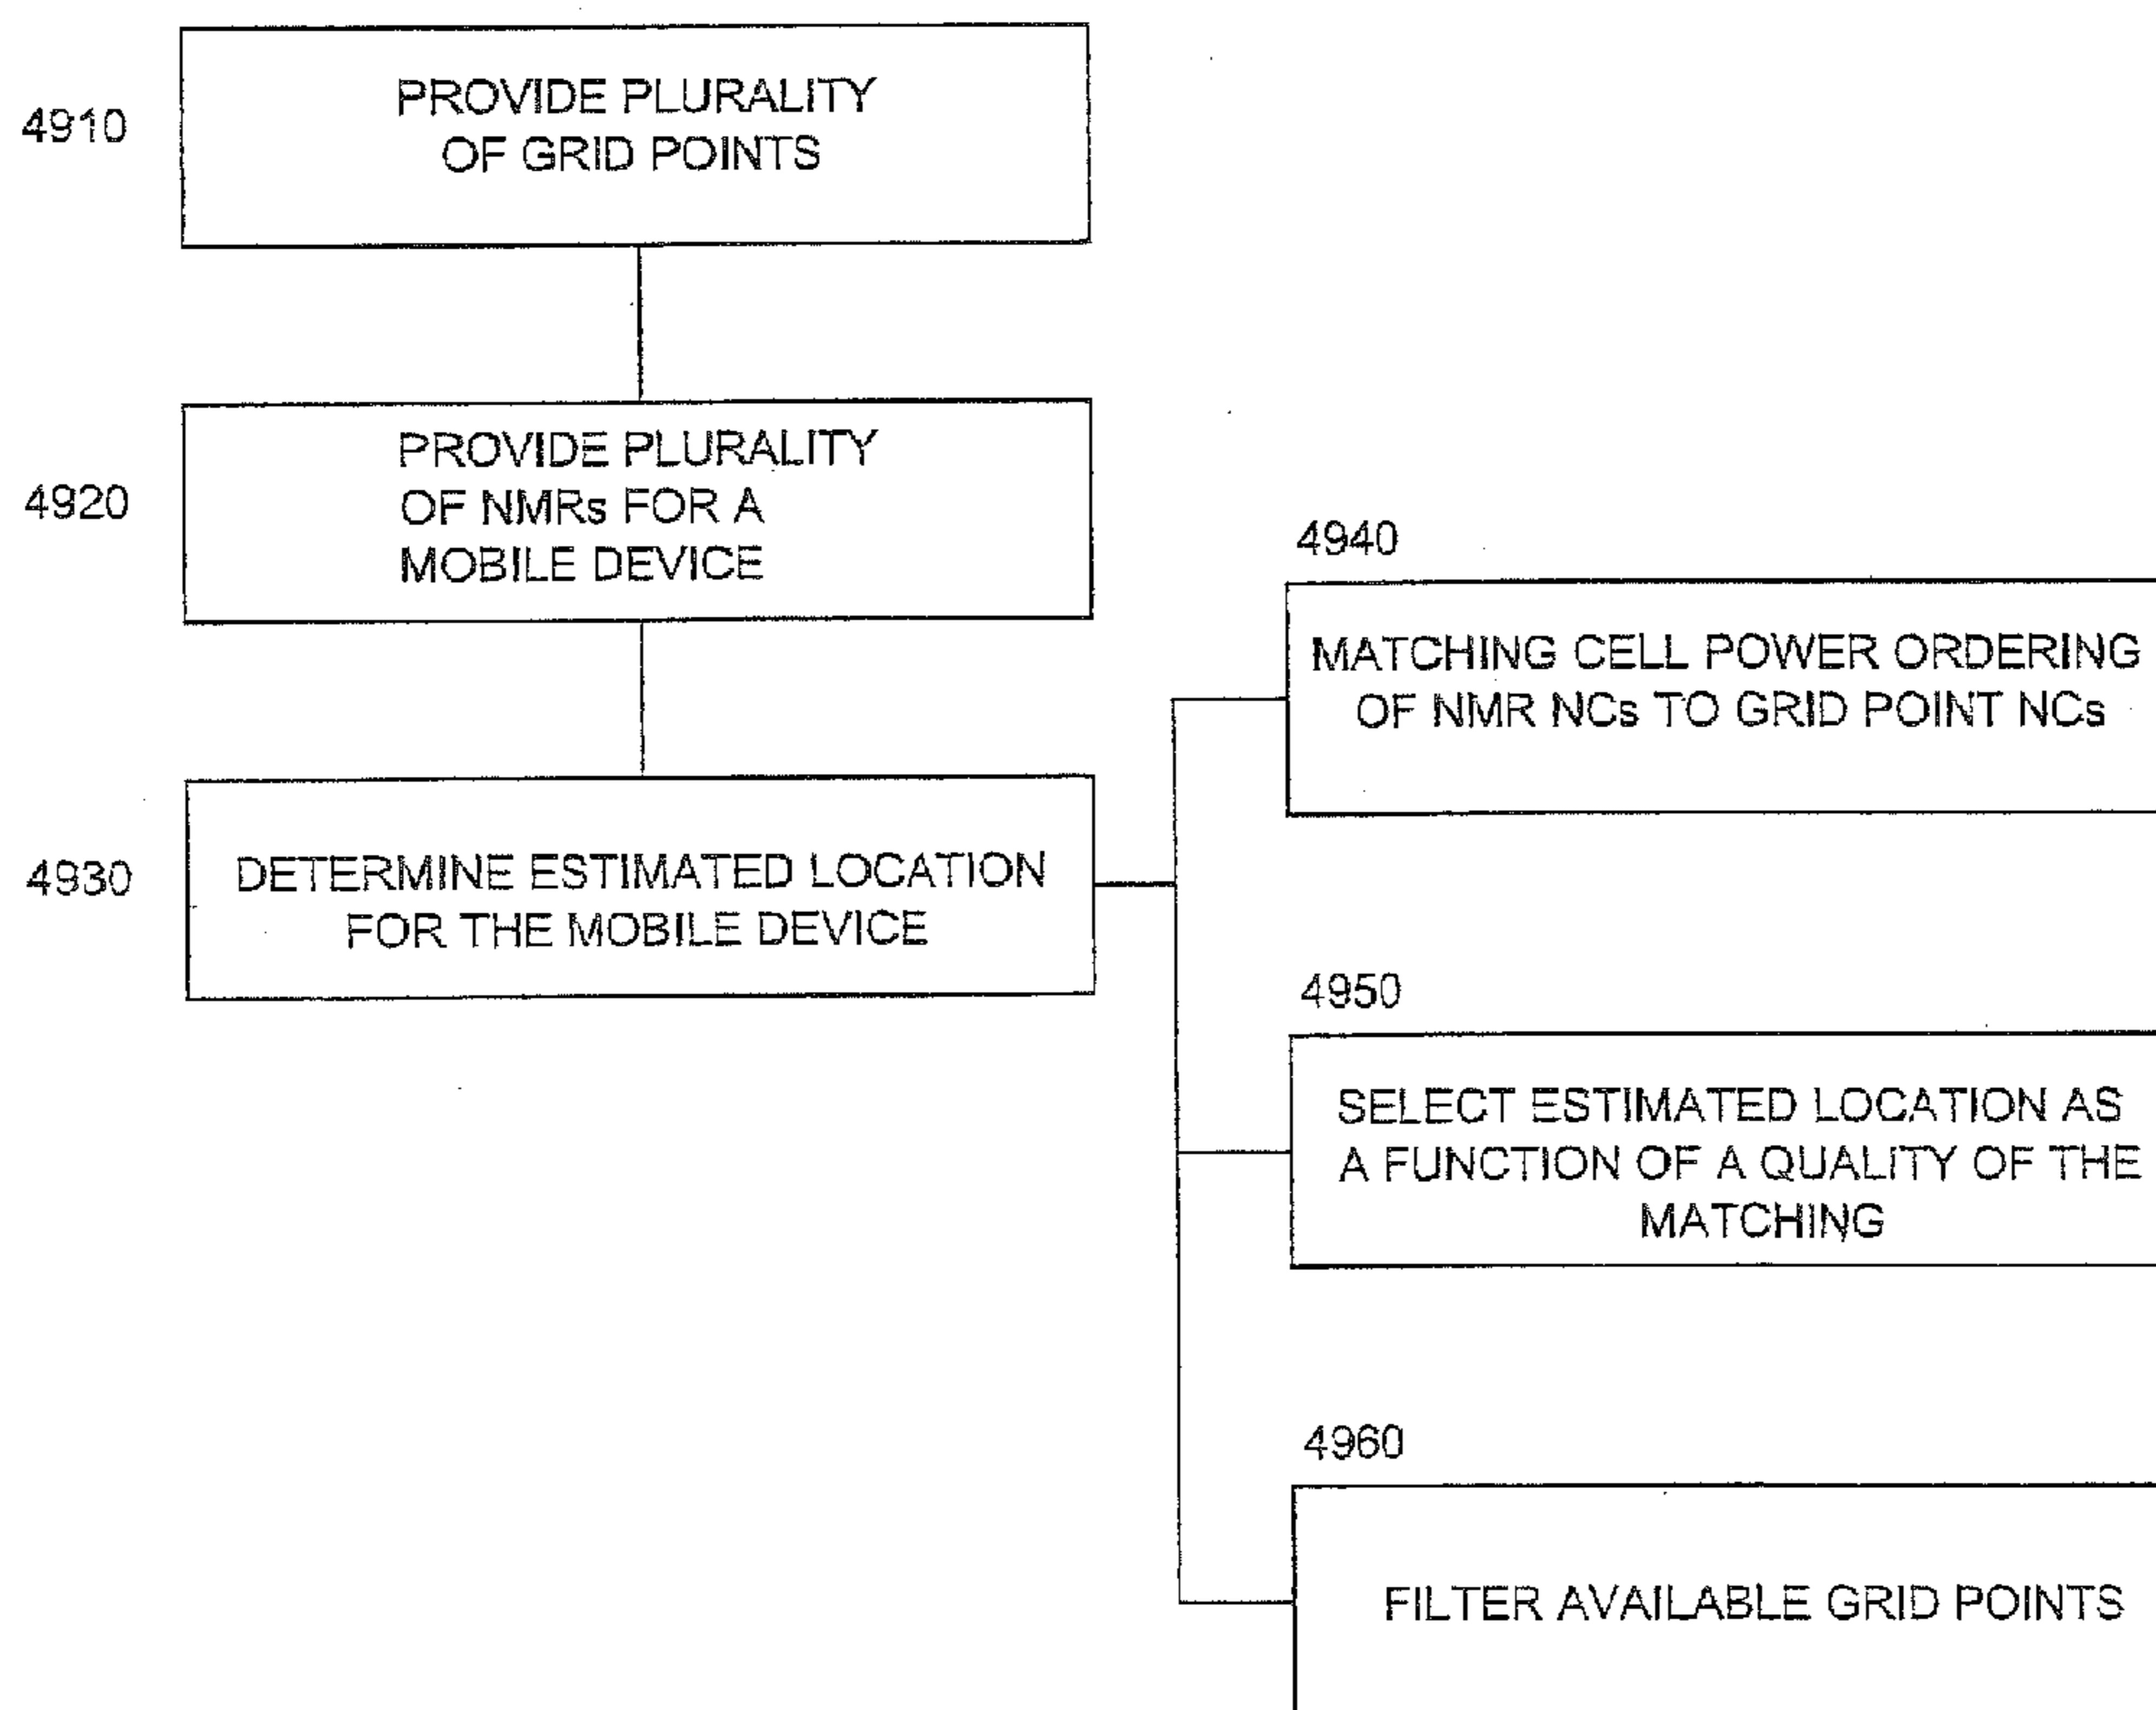 4910
PROVIDE PLURALITY
OF GRID POINTS
4920
PROVIDE PLURALITY
OF NMRs FOR A
MOBILE DEVICE
4930
DETERMINE ESTIMATED LOCATION
FOR THE MOBILE DEVICE
4940
MATCHING CELL POWER ORDERING
OF NMR NCs TO GRID POINT NCs
4950
SELECT ESTIMATED LOCATION AS
A FUNCTION OF A QUALITY OF THE
MATCHING
4960
FILTER AVAILABLE GRID POINTS